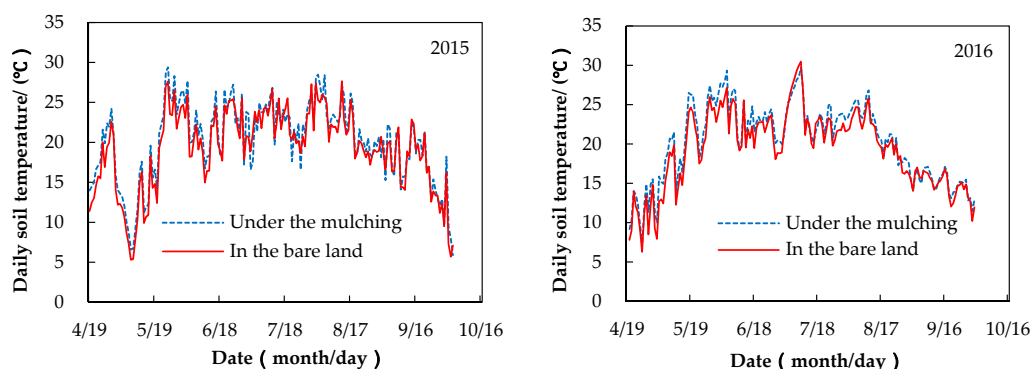 35
30
25
20
15
10
5
0
Daily soil temperature/ (℃)
2015
Under the mulching
In the bare land
4/19 5/19 6/18 7/18 8/17 9/16 10/16
Date ( month/day )
35
30
25
20
15
10
5
0
Daily soil temperature/ (℃)
2016
Under the mulching
In the bare land
4/19 5/19 6/18 7/18 8/17 9/16 10/16
Date ( month/day )